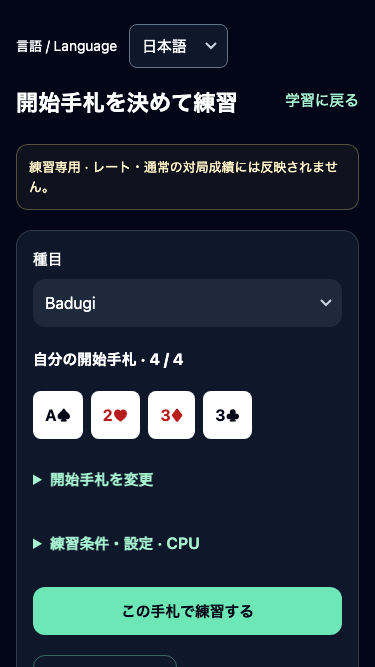 言語 / Language 日本語
開始手札を決めて練習 学習に戻る
練習専用 · レート・通常の対局成績には反映されませ
ん。
種目
Badugi
自分の開始手札 · 4 / 4
A♠ 2♥ 3♦ 3♣
▶ 開始手札を変更
▶ 練習条件・設定 · CPU
この手札で練習する